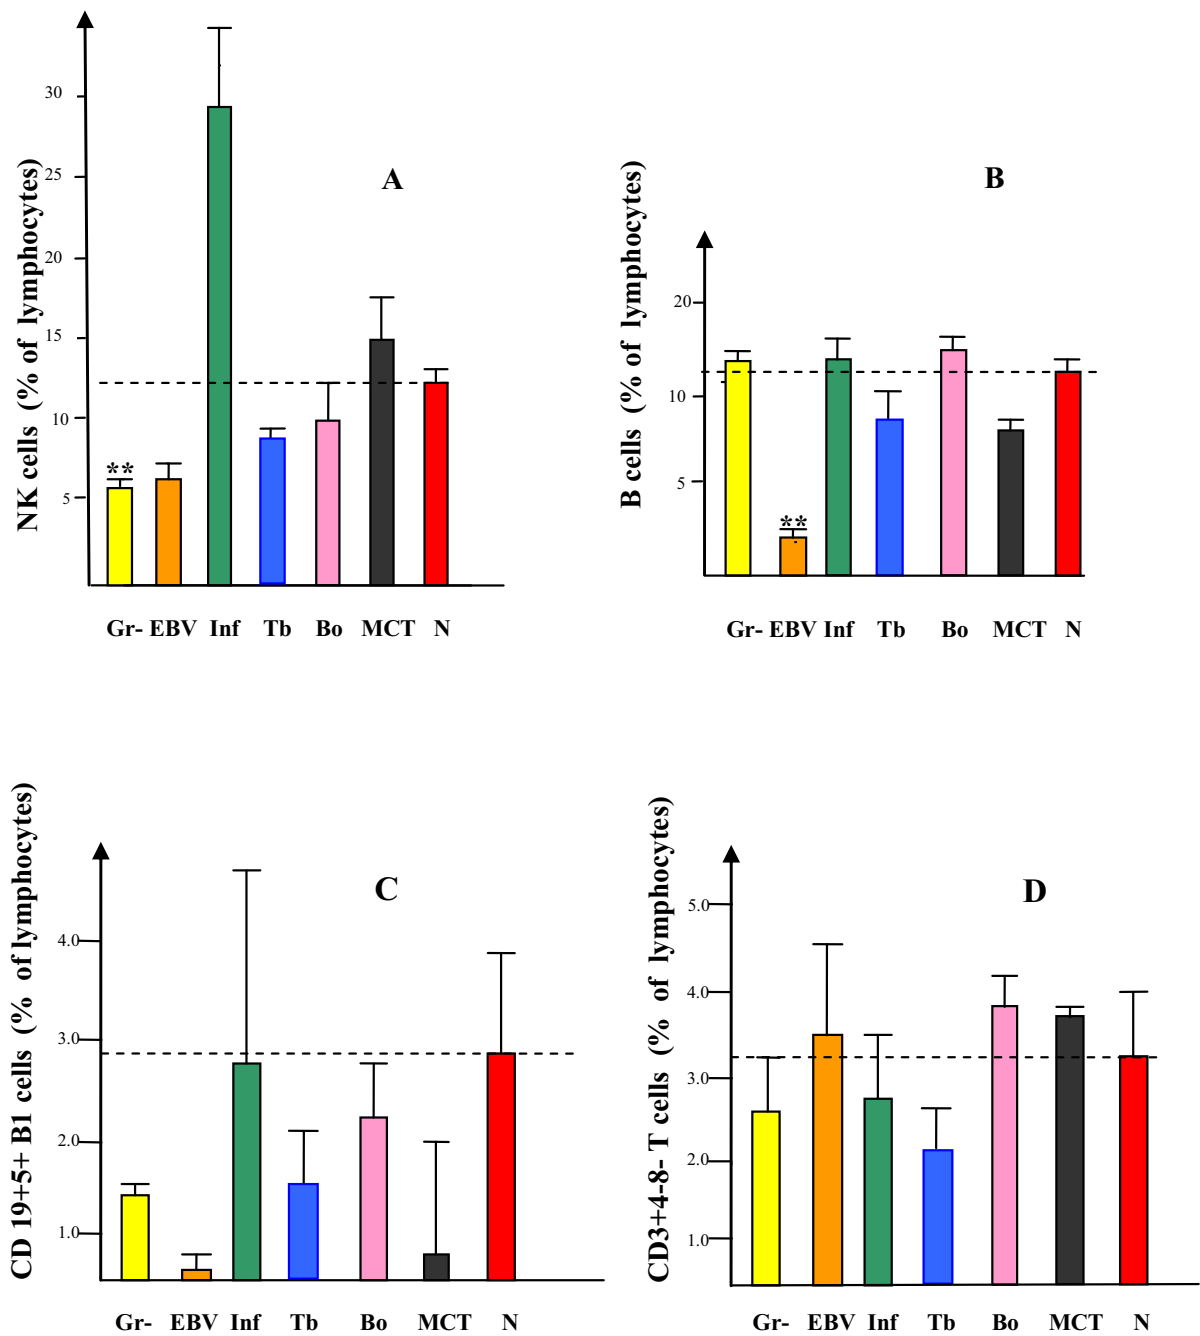 A
NK cells (% of lymphocytes)
30
25
20
15
10
5
**
Gr- EBV Inf Tb Bo MCT N
B
B cells (% of lymphocytes)
20
10
5
**
Gr- EBV Inf Tb Bo MCT N
C
CD 19+5+ B1 cells (% of lymphocytes)
4.0
3.0
2.0
1.0
Gr- EBV Inf Tb Bo MCT N
D
CD3+4-8- T cells (% of lymphocytes)
5.0
4.0
3.0
2.0
1.0
Gr- EBV Inf Tb Bo MCT N